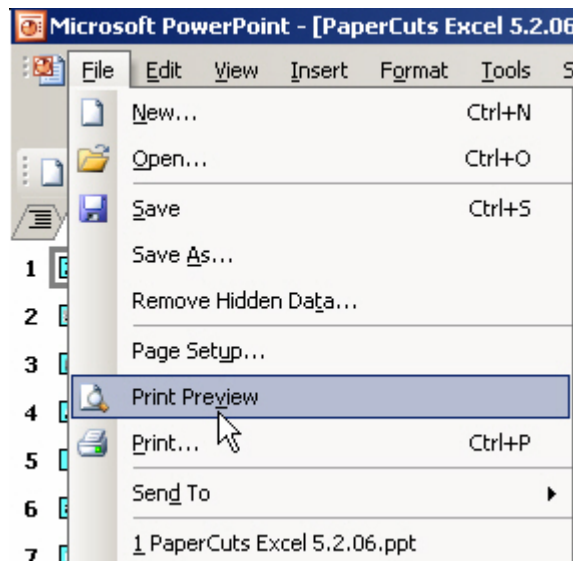 Microsoft PowerPoint - [PaperCuts Excel 5.2.06
File Edit View Insert Format Tools S
New... Ctrl+N
Open... Ctrl+O
Save Ctrl+S
Save As...
Remove Hidden Data...
Page Setup...
Print Preview
Print... Ctrl+P
Send To
1 PaperCuts Excel 5.2.06.ppt
1
2
3
4
5
6
7